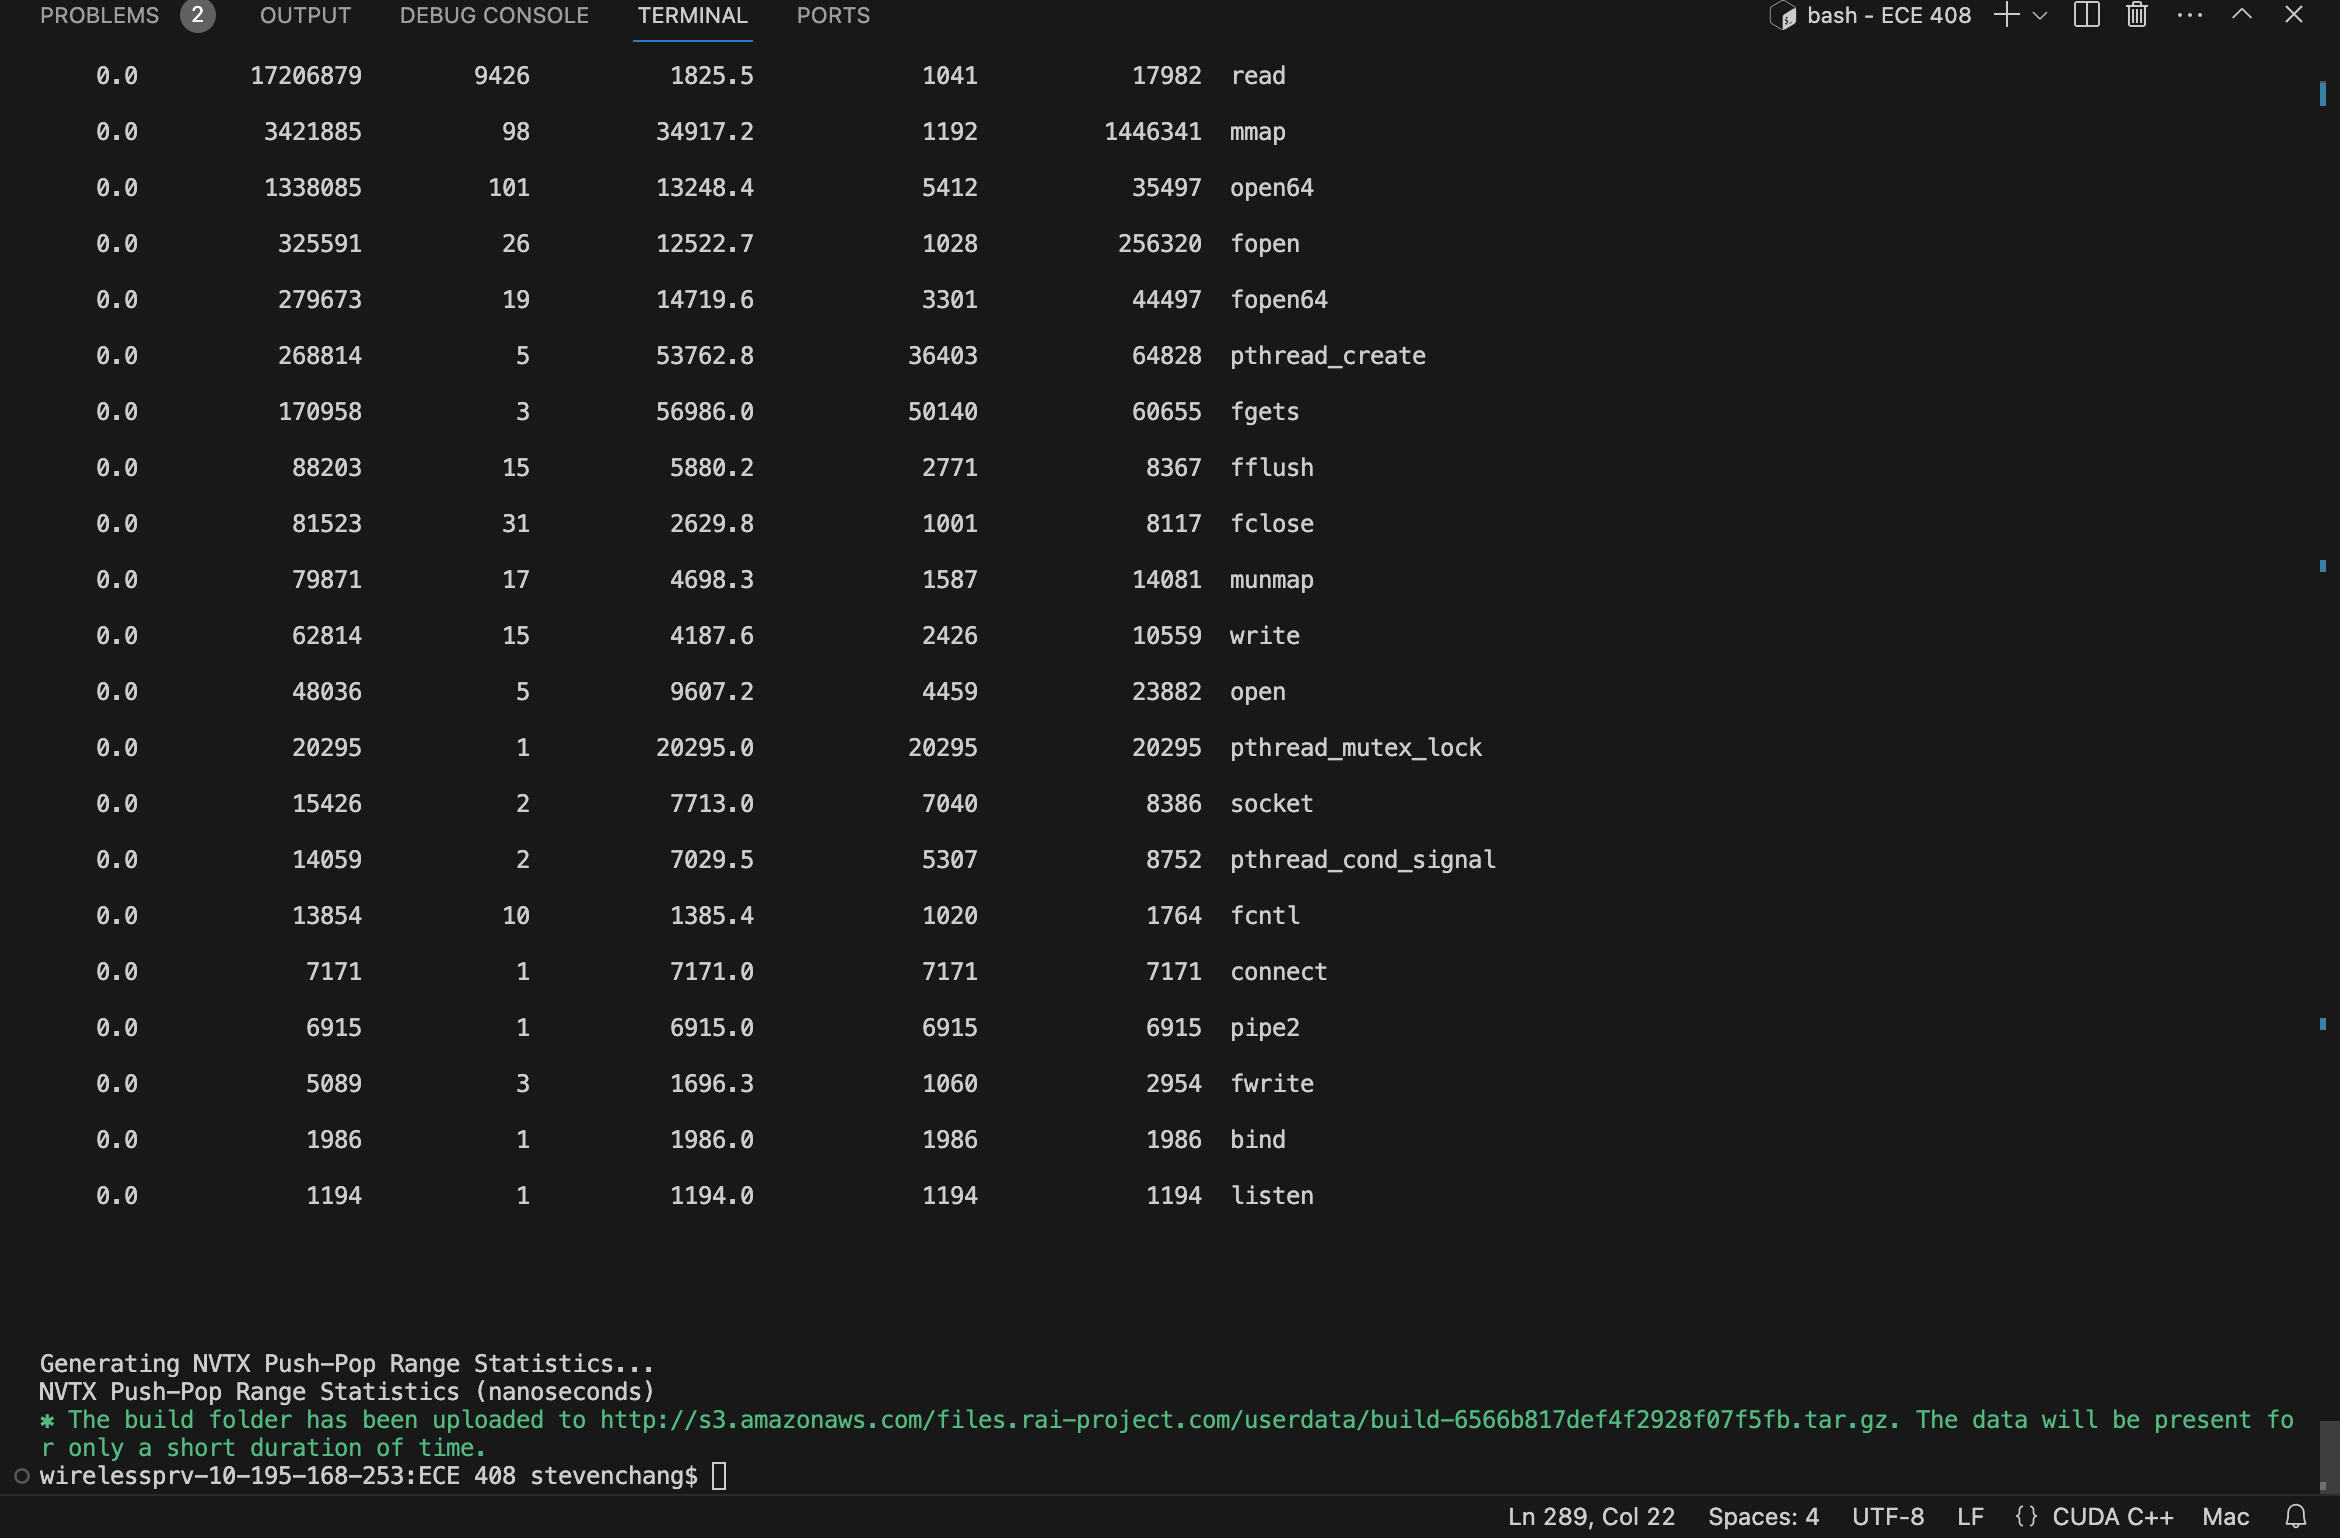 PROBLEMS 2 OUTPUT DEBUG CONSOLE TERMINAL PORTS bash - ECE 408
0.0 17206879 9426 1825.5 1041 17982 read
0.0 3421885 98 34917.2 1192 1446341 mmap
0.0 1338085 101 13248.4 5412 35497 open64
0.0 325591 26 12522.7 1028 256320 fopen
0.0 279673 19 14719.6 3301 44497 fopen64
0.0 268814 5 53762.8 36403 64828 pthread_create
0.0 170958 3 56986.0 50140 60655 fgets
0.0 88203 15 5880.2 2771 8367 fflush
0.0 81523 31 2629.8 1001 8117 fclose
0.0 79871 17 4698.3 1587 14081 munmap
0.0 62814 15 4187.6 2426 10559 write
0.0 48036 5 9607.2 4459 23882 open
0.0 20295 1 20295.0 20295 20295 pthread_mutex_lock
0.0 15426 2 7713.0 7040 8386 socket
0.0 14059 2 7029.5 5307 8752 pthread_cond_signal
0.0 13854 10 1385.4 1020 1764 fcntl
0.0 7171 1 7171.0 7171 7171 connect
0.0 6915 1 6915.0 6915 6915 pipe2
0.0 5089 3 1696.3 1060 2954 fwrite
0.0 1986 1 1986.0 1986 1986 bind
0.0 1194 1 1194.0 1194 1194 listen
Generating NVTX Push-Pop Range Statistics...
NVTX Push-Pop Range Statistics (nanoseconds)
✱ The build folder has been uploaded to http://s3.amazonaws.com/files.rai-project.com/userdata/build-6566b817def4f2928f07f5fb.tar.gz. The data will be present fo
r only a short duration of time.
wirelessprv-10-195-168-253:ECE 408 stevenchang$
Ln 289, Col 22 Spaces: 4 UTF-8 LF {} CUDA C++ Mac